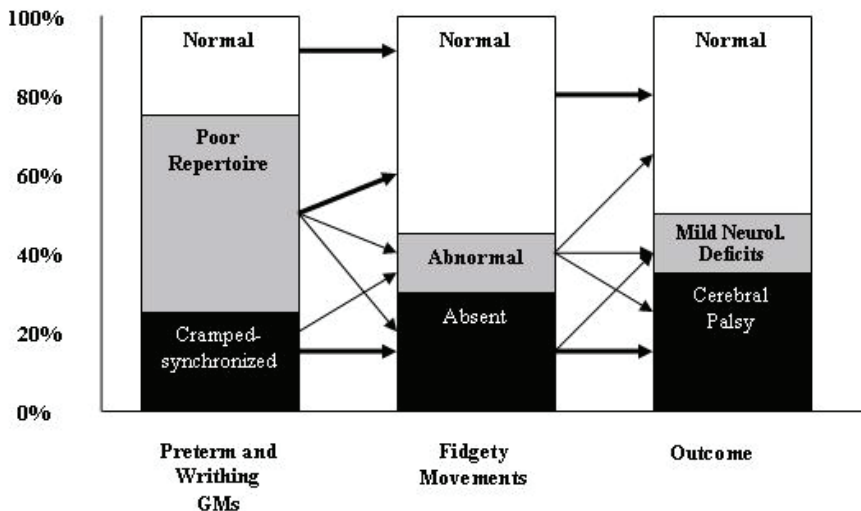 100%
80%
60%
40%
20%
0%
Normal
Poor
Repertoire
Cramped-
synchronized
Normal
Abnormal
Absent
Normal
Mild Neurol.
Deficits
Cerebral
Palsy
Preterm and
Writhing
GMs
Fidgety
Movements
Outcome